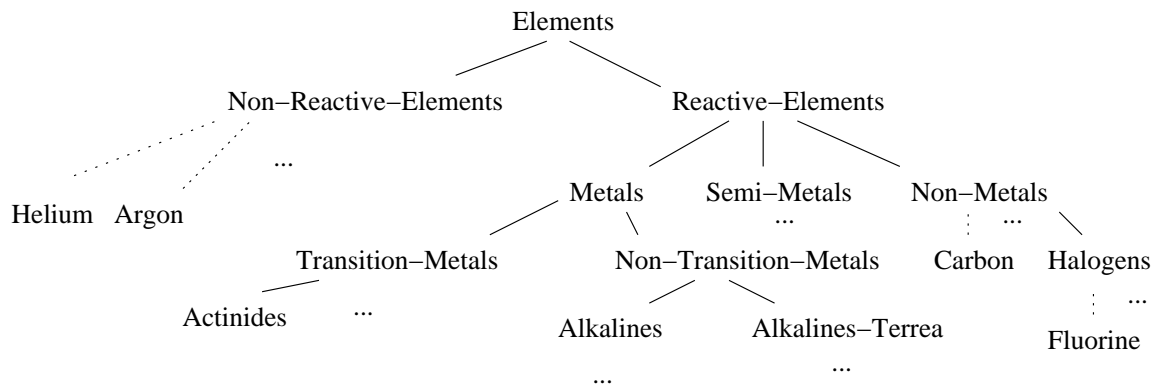 Elements
Non−Reactive−Elements Reactive−Elements
...
Metals Semi−Metals Non−Metals
Helium Argon ... ...
Transition−Metals Non−Transition−Metals Carbon Halogens
Actinides ... ...
Alkalines Alkalines−Terrea
Fluorine
...
...